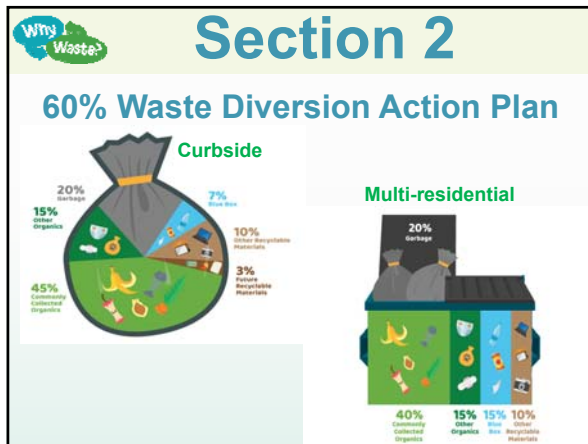 Why
Waste?
Section 2
60% Waste Diversion Action Plan
Curbside
20%
Garbage
15%
Other
Organics
7%
Blue Box
10%
Other Recyclable
Materials
3%
Future
Recyclable
Materials
45%
Commonly
Collected
Organics
Multi-residential
20%
Garbage
40%
Commonly
Collected
Organics
15%
Other
Organics
15%
Blue
Box
10%
Other
Recyclable
Materials